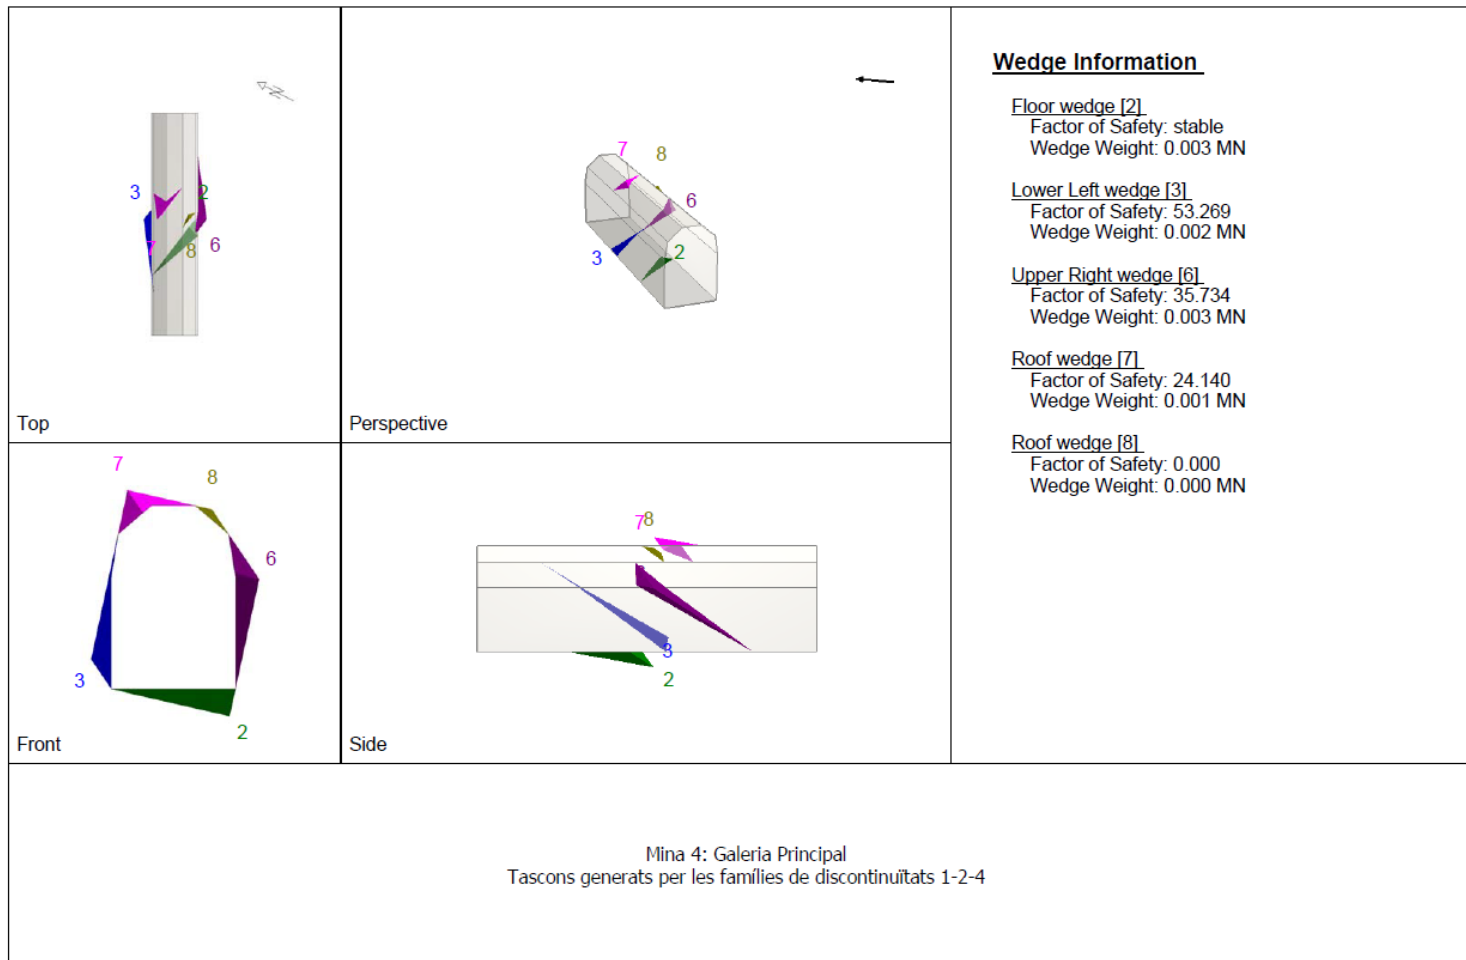 3
2
6
8
Top
7
8
6
3
2
Perspective
7
8
6
3
2
Front
7
8
3
2
Side
Wedge Information
Floor wedge [2]
Factor of Safety: stable
Wedge Weight: 0.003 MN
Lower Left wedge [3]
Factor of Safety: 53.269
Wedge Weight: 0.002 MN
Upper Right wedge [6]
Factor of Safety: 35.734
Wedge Weight: 0.003 MN
Roof wedge [7]
Factor of Safety: 24.140
Wedge Weight: 0.001 MN
Roof wedge [8]
Factor of Safety: 0.000
Wedge Weight: 0.000 MN
Mina 4: Galeria Principal
Tascons generats per les famílies de discontinuïtats 1-2-4